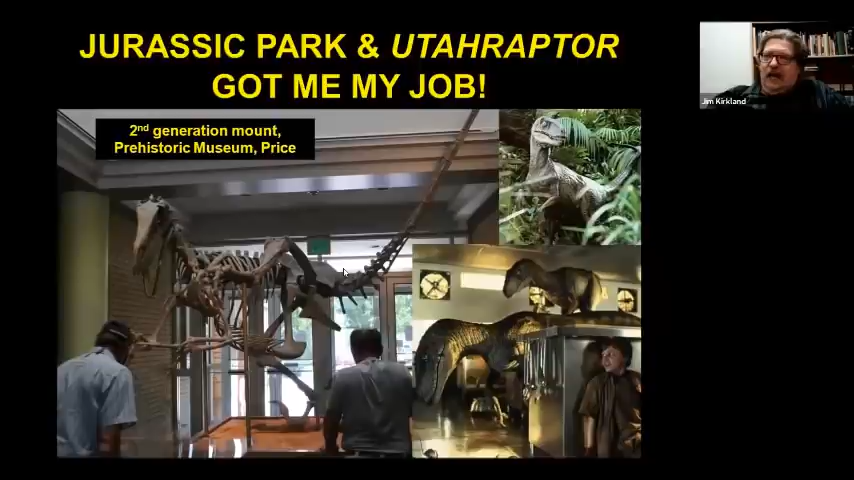 JURASSIC PARK & UTAHRAPTOR
GOT ME MY JOB!
2nd generation mount,
Prehistoric Museum, Price
Jim Kirkland